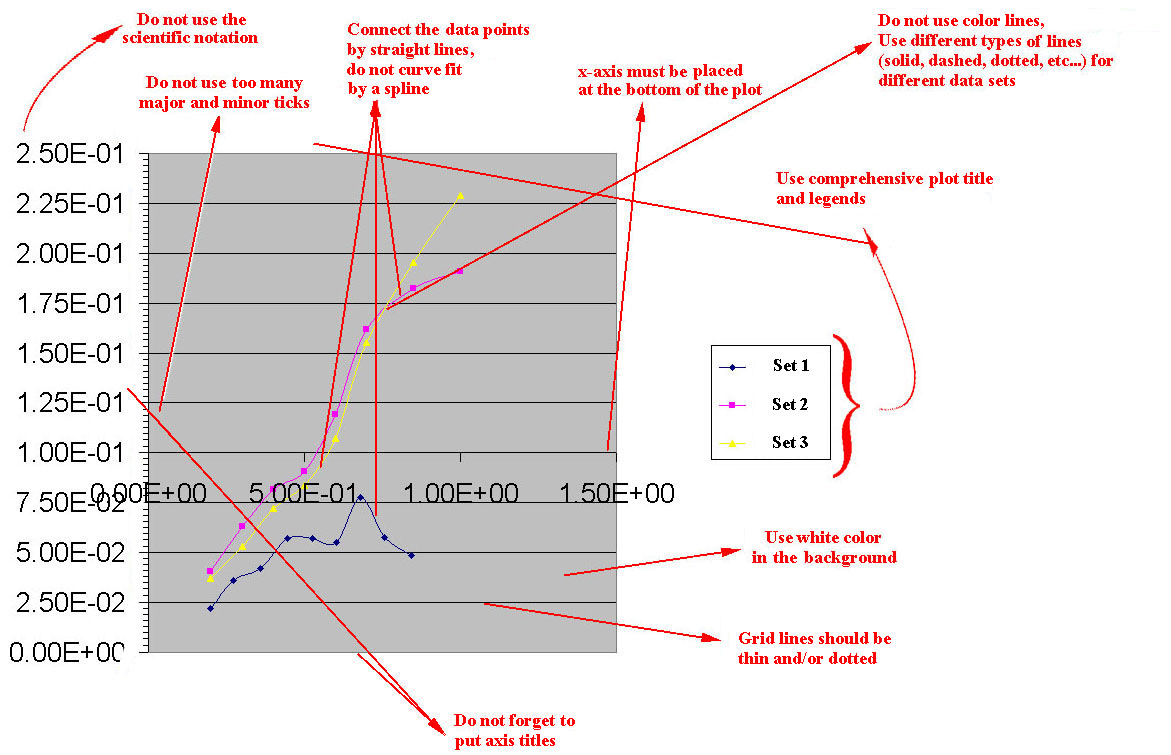 Do not use the
scientific notation
Connect the data points
by straight lines,
do not curve fit
by a spline
Do not use color lines,
Use different types of lines
(solid, dashed, dotted, etc...) for
different data sets
Do not use too many
major and minor ticks
x-axis must be placed
at the bottom of the plot
Use comprehensive plot title
and legends
2.50E-01
2.25E-01
2.00E-01
1.75E-01
1.50E-01
1.25E-01
1.00E-01
7.50E-02
5.00E-02
2.50E-02
0.00E+00
0.00E+00
5.00E-01
1.00E+00
1.50E+00
Set 1
Set 2
Set 3
Use white color
in the background
Grid lines should be
thin and/or dotted
Do not forget to
put axis titles